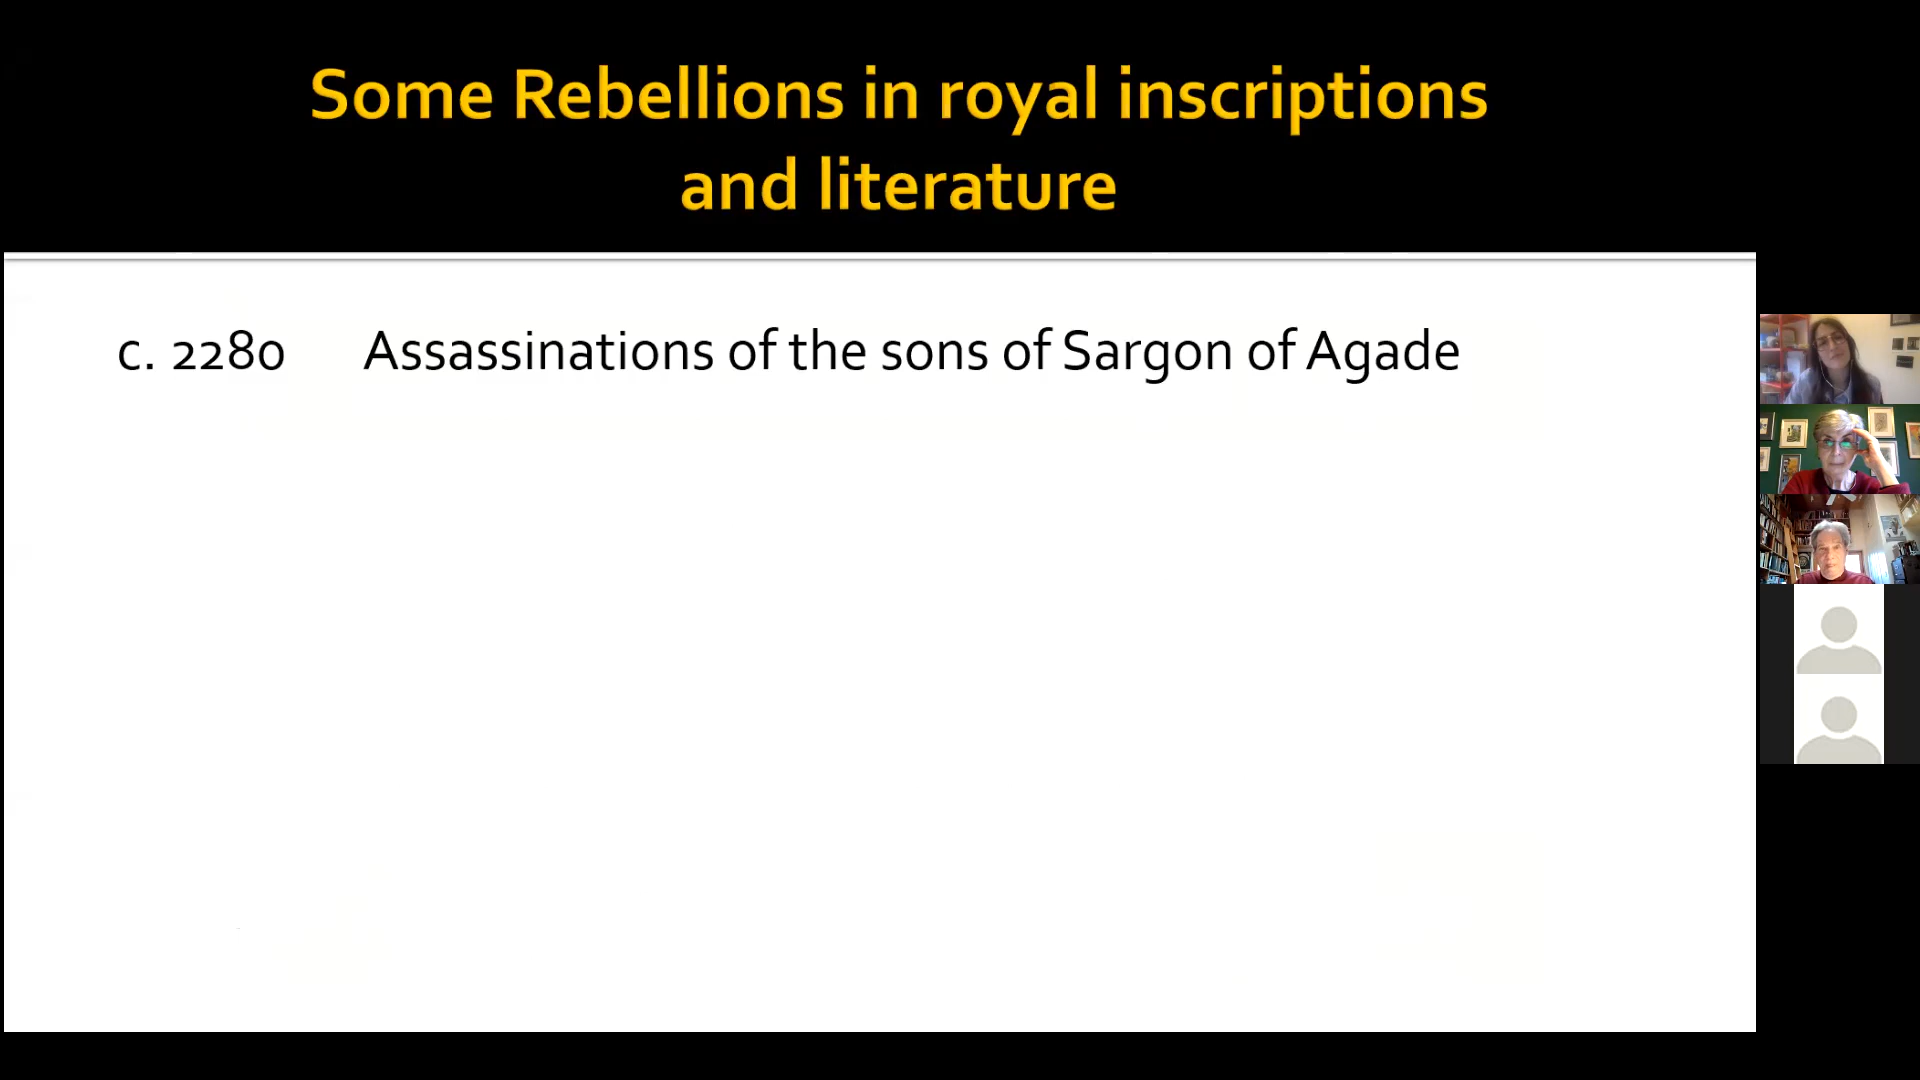 Some Rebellions in royal inscriptions
and literature
c. 2280 Assassinations of the sons of Sargon of Agade